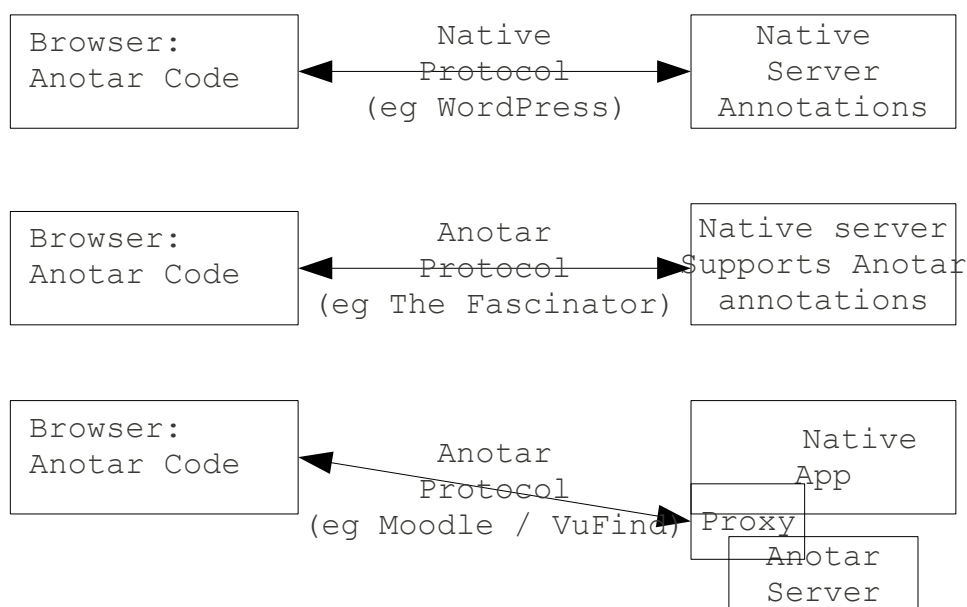 Browser:
Anotar Code
Native
Protocol
(eg WordPress)
Native
Server
Annotations
Browser:
Anotar Code
Anotar
Protocol
(eg The Fascinator)
Native server
Supports Anotar
annotations
Browser:
Anotar Code
Anotar
Protocol
(eg Moodle / VuFind)
Native
App
Proxy
Anotar
Server